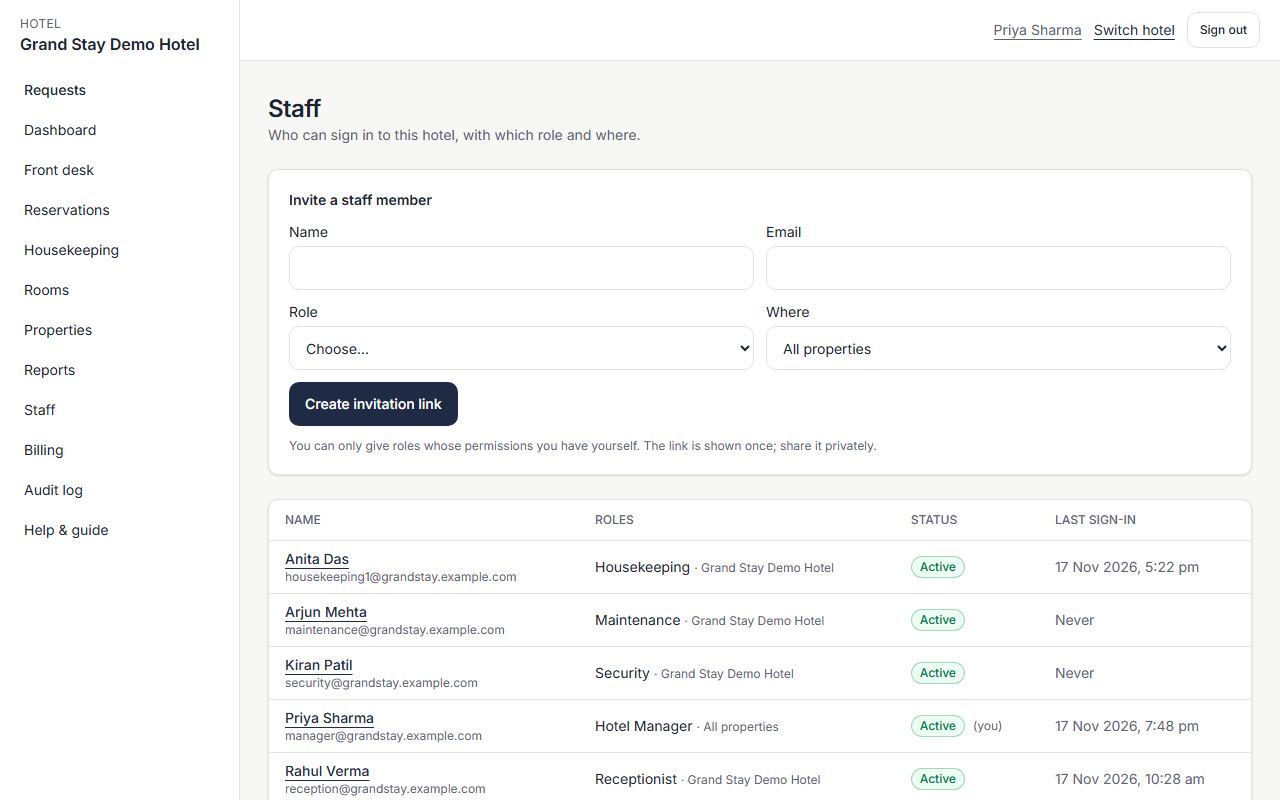 HOTEL
Grand Stay Demo Hotel
Requests
Dashboard
Front desk
Reservations
Housekeeping
Rooms
Properties
Reports
Staff
Billing
Audit log
Help & guide
Priya Sharma Switch hotel Sign out
Staff
Who can sign in to this hotel, with which role and where.
Invite a staff member
Name Email
Role Where
Choose... All properties
Create invitation link
You can only give roles whose permissions you have yourself. The link is shown once; share it privately.
NAME ROLES STATUS LAST SIGN-IN
Anita Das
housekeeping1@grandstay.example.com
Housekeeping · Grand Stay Demo Hotel Active 17 Nov 2026, 5:22 pm
Arjun Mehta
maintenance@grandstay.example.com
Maintenance · Grand Stay Demo Hotel Active Never
Kiran Patil
security@grandstay.example.com
Security · Grand Stay Demo Hotel Active Never
Priya Sharma
manager@grandstay.example.com
Hotel Manager · All properties Active (you) 17 Nov 2026, 7:48 pm
Rahul Verma
reception@grandstay.example.com
Receptionist · Grand Stay Demo Hotel Active 17 Nov 2026, 10:28 am